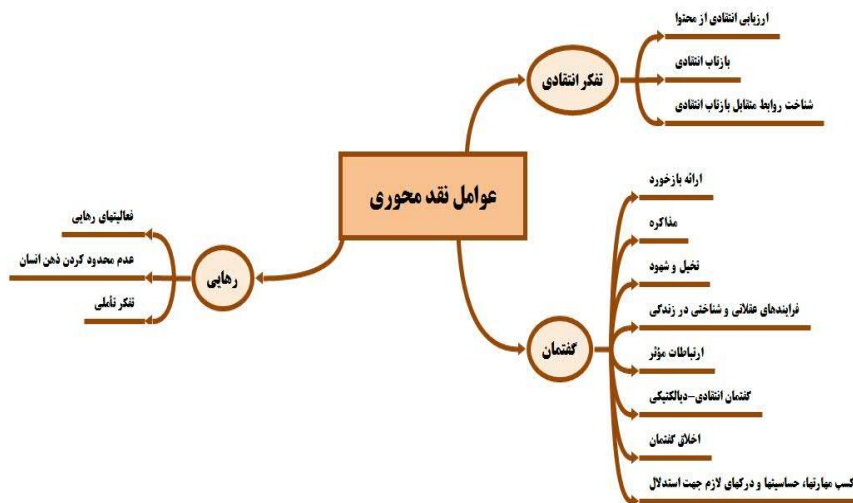 عوامل نقد محوری
تفکر انتقادی
ارزیابی انتقادی از محتوا
بازتاب انتقادی
شناخت روابط متقابل بازتاب انتقادی
گفتمان
ارائه بازخورد
مذاکره
تخیل و شهود
فرایندهای عقلانی و شناختی در زندگی
ارتباطات مؤثر
گفتمان انتقادی-دیالکتیکی
اخلاق گفتمان
کسب مهارتها، حساسیتها و درکهای لازم جهت استدلال
رهایی
فعالیتهای رهایی
عدم محدود کردن ذهن انسان
تفکر تأملی